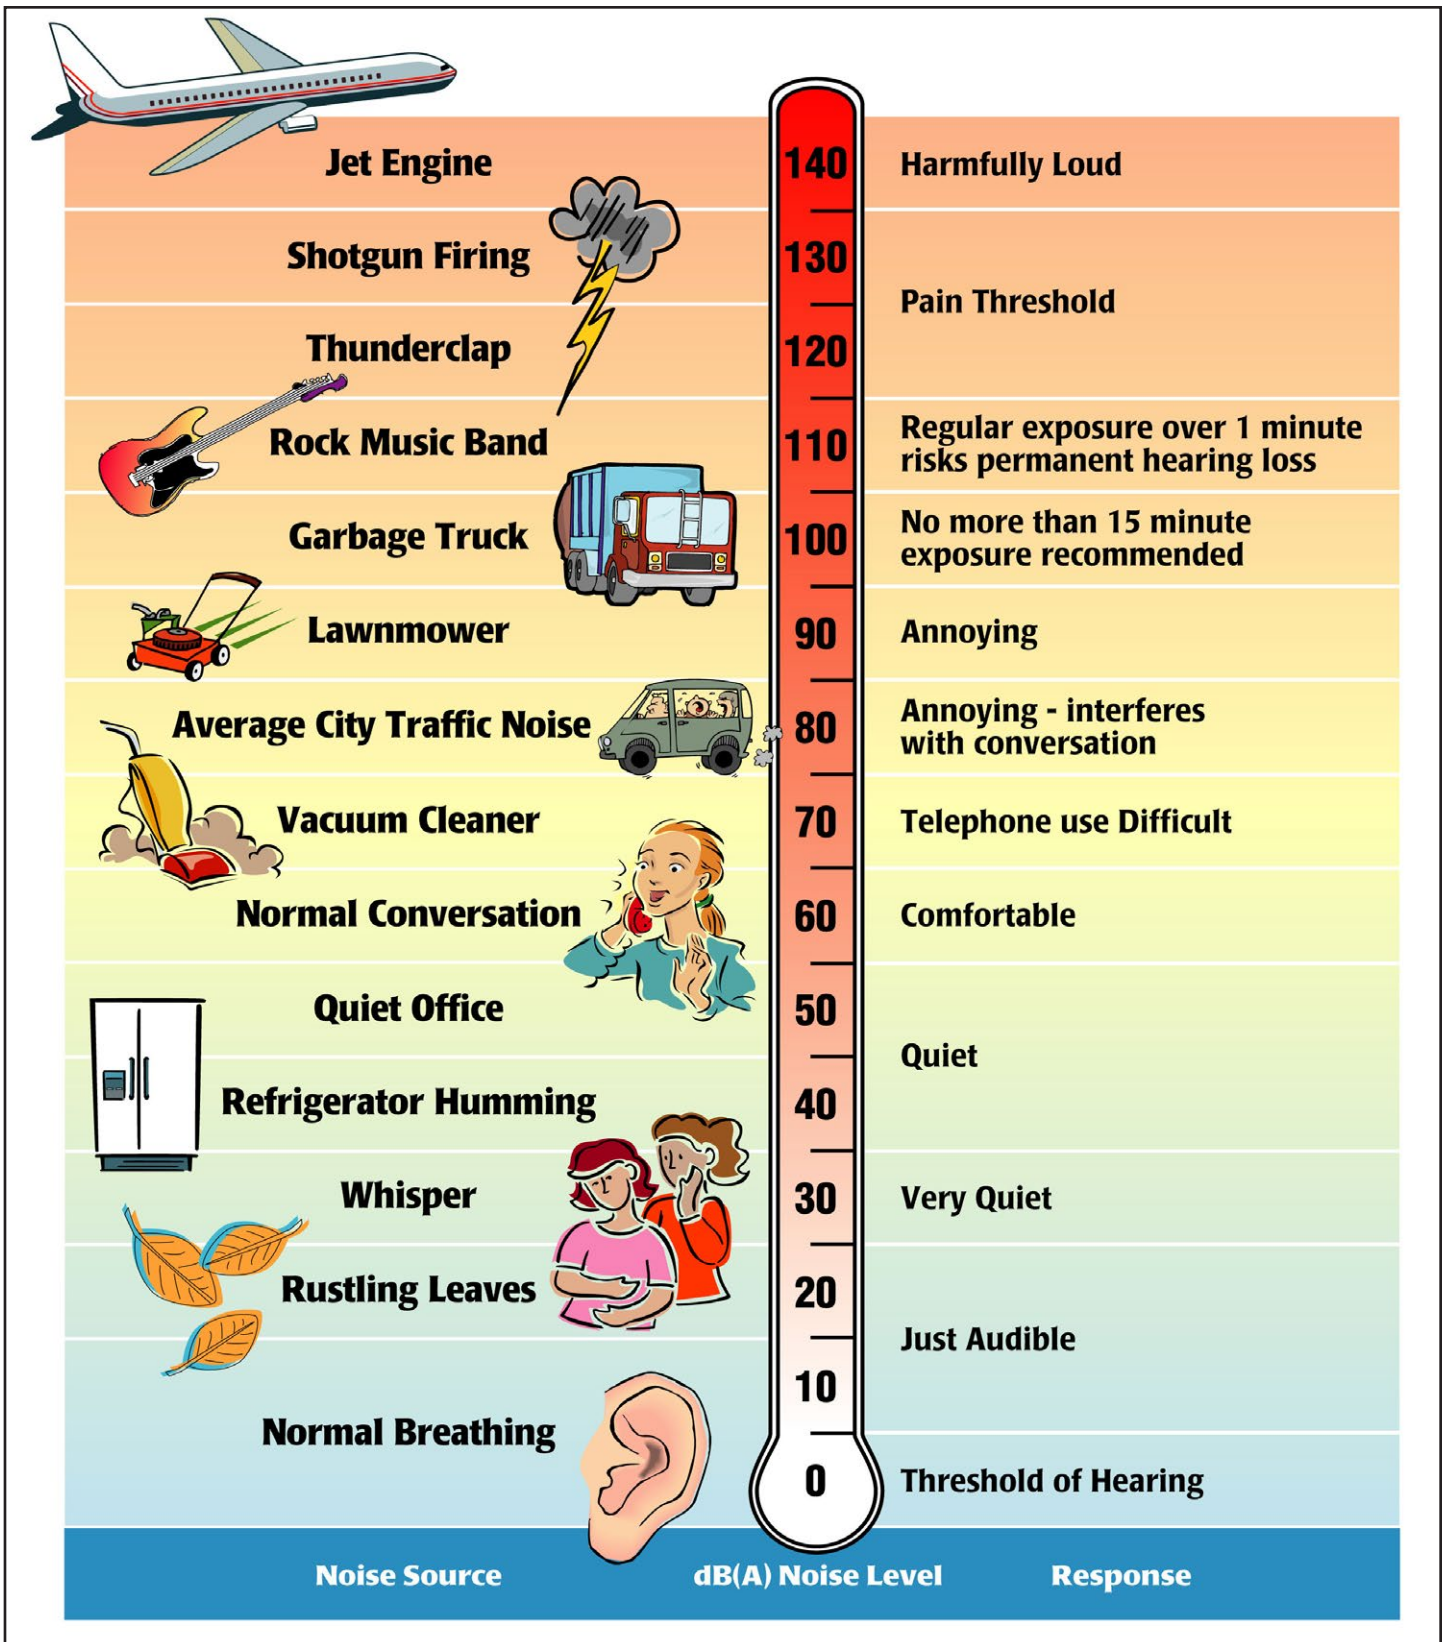 Jet Engine
140
Harmfully Loud
Shotgun Firing
130
Pain Threshold
Thunderclap
120
Rock Music Band
110
Regular exposure over 1 minute
risks permanent hearing loss
Garbage Truck
100
No more than 15 minute
exposure recommended
Lawnmower
90
Annoying
Average City Traffic Noise
80
Annoying - interferes
with conversation
Vacuum Cleaner
70
Telephone use Difficult
Normal Conversation
60
Comfortable
Quiet Office
50
Quiet
Refrigerator Humming
40
Whisper
30
Very Quiet
Rustling Leaves
20
Just Audible
10
Normal Breathing
0
Threshold of Hearing
Noise Source
dB(A) Noise Level
Response